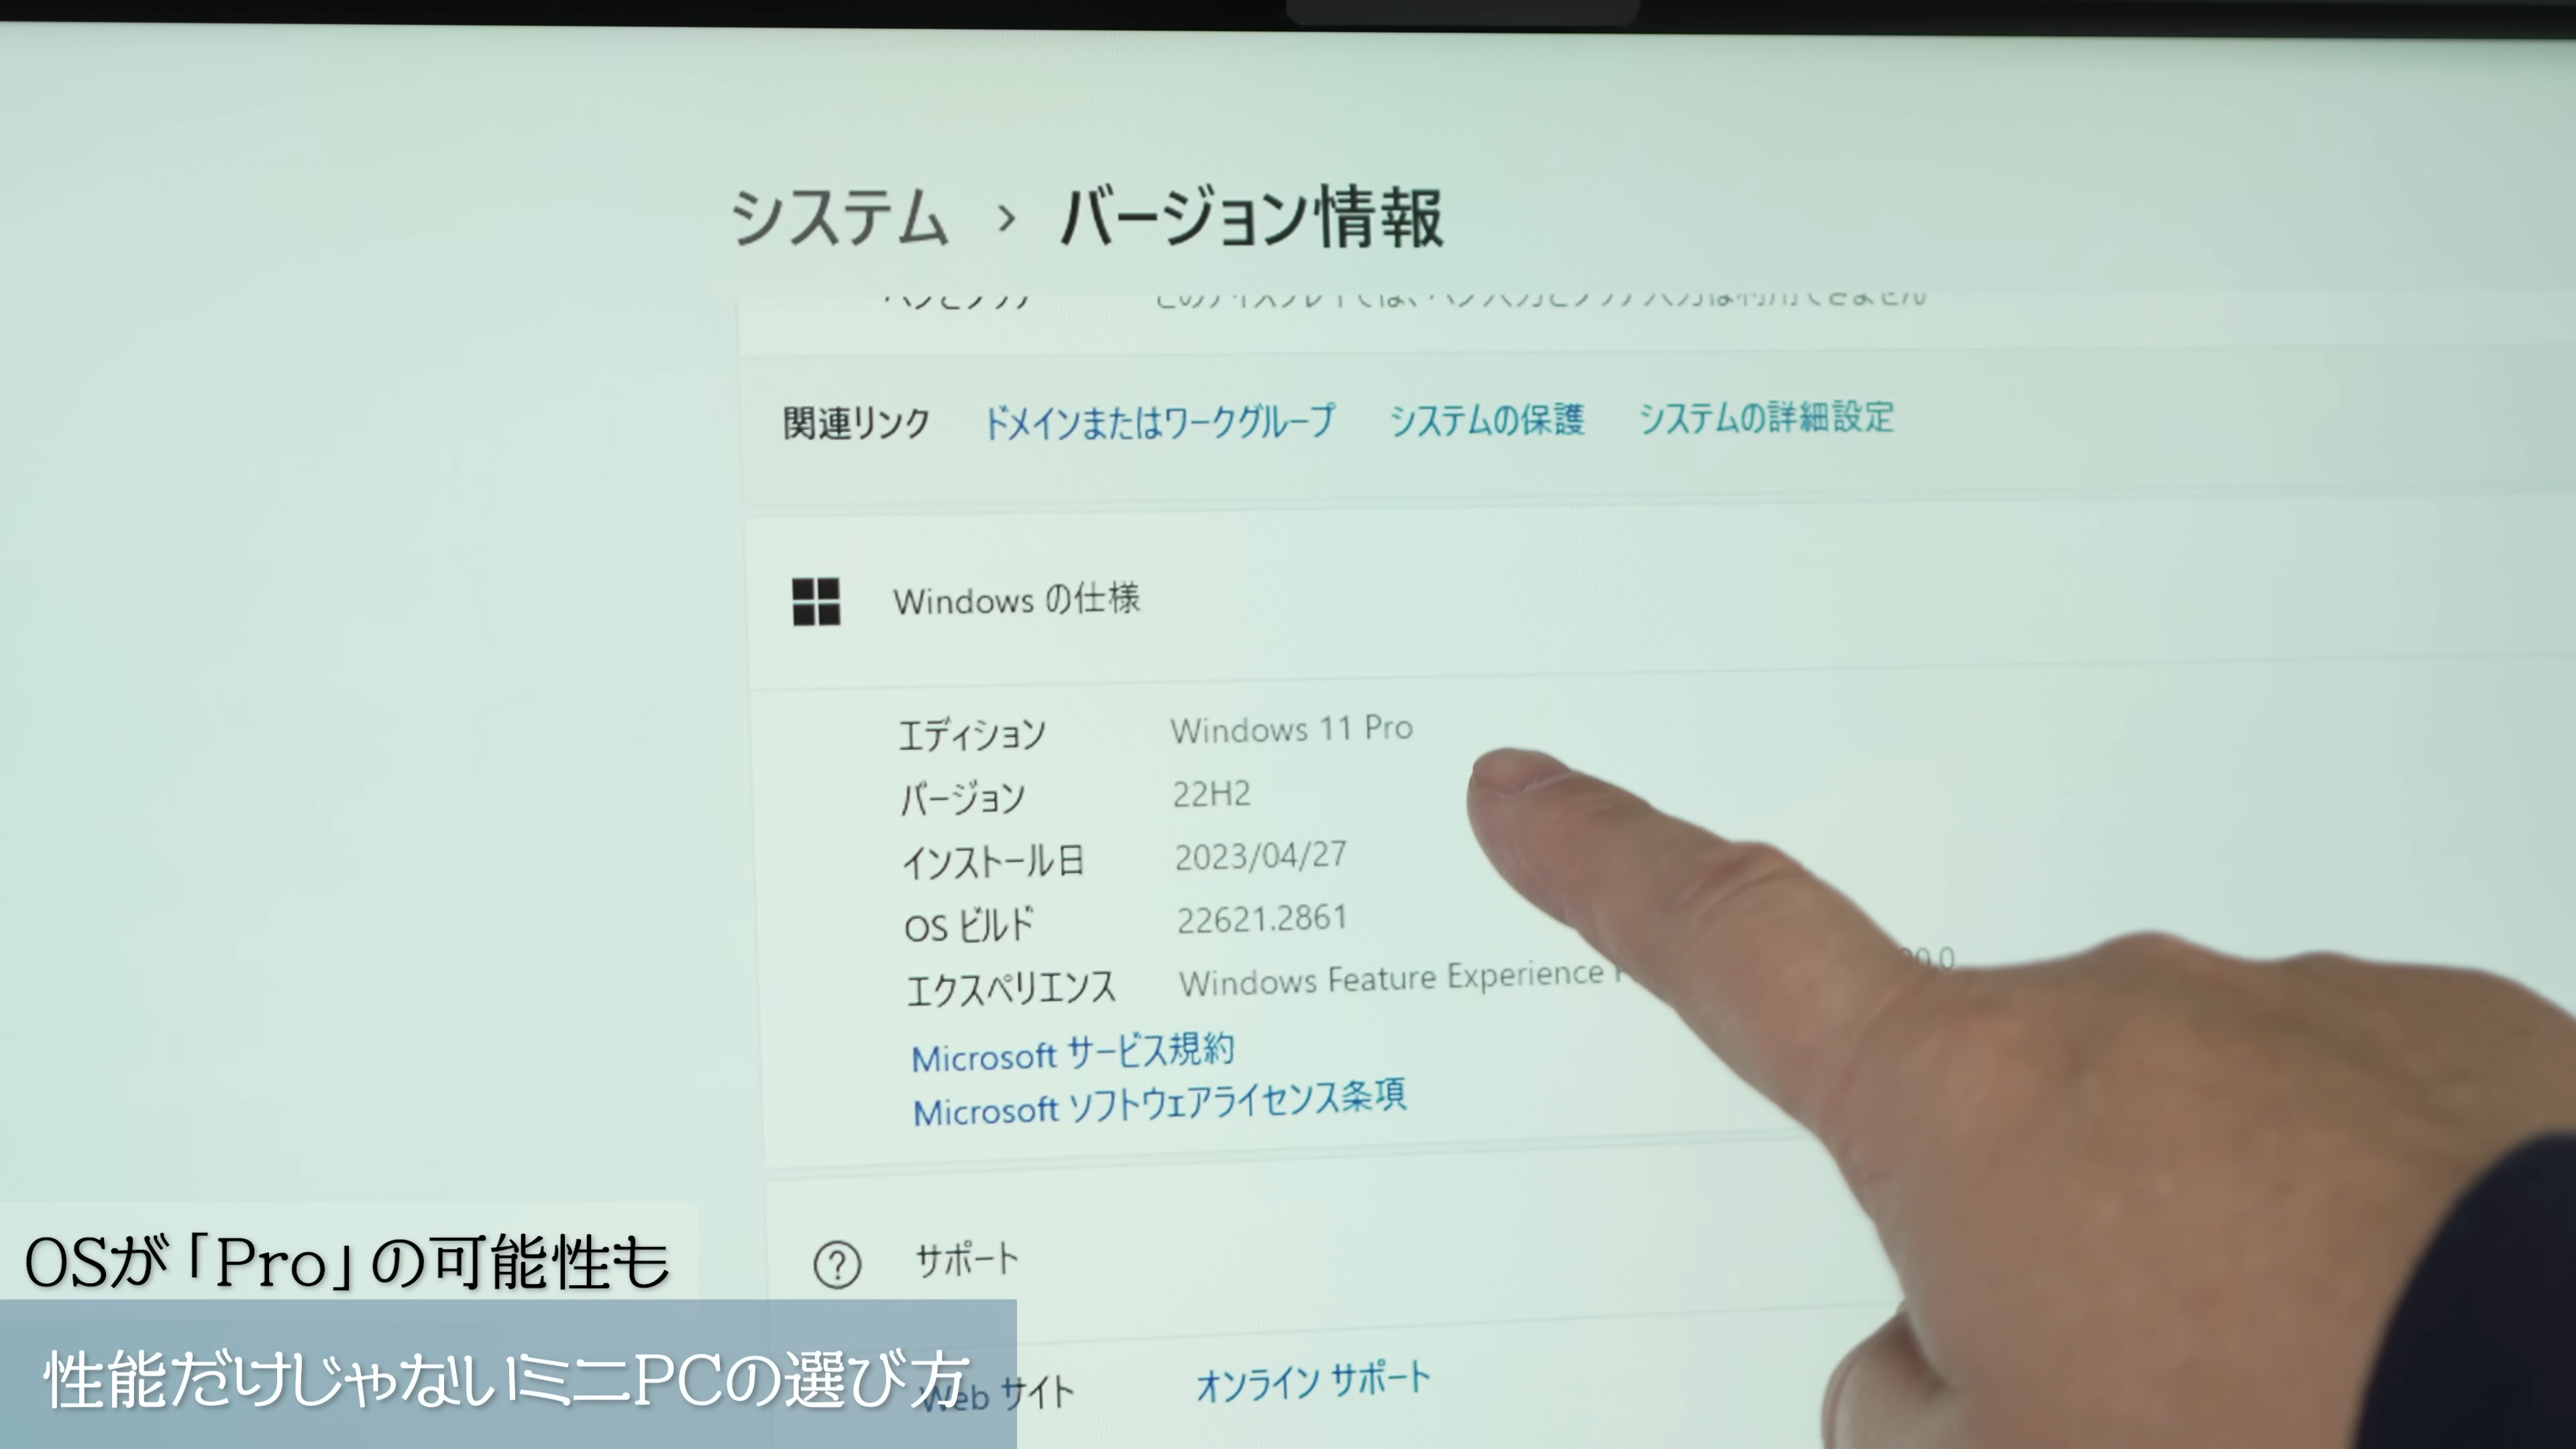 システム › バージョン情報
関連リンク ドメインまたはワークグループ システムの保護 システムの詳細設定
Windows の仕様
エディション Windows 11 Pro
バージョン 22H2
インストール日 2023/04/27
OS ビルド 22621.2861
エクスペリエンス Windows Feature Experience
Microsoft サービス規約
Microsoft ソフトウェアライセンス条項
サポート
Web サイト オンライン サポート
OSが「Pro」の可能性も
性能だけじゃないミニPCの選び方